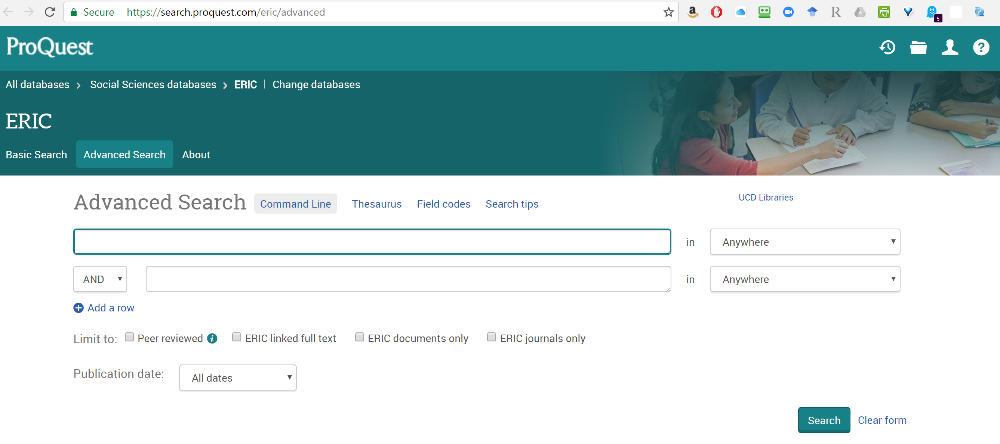 Secure https://search.proquest.com/eric/advanced
a R 5
ProQuest ?
All databases > Social Sciences databases > ERIC | Change databases
ERIC
Basic Search Advanced Search About
Advanced Search Command Line Thesaurus Field codes Search tips UCD Libraries
in Anywhere
AND in Anywhere
Add a row
Limit to: Peer reviewed i ERIC linked full text ERIC documents only ERIC journals only
Publication date: All dates
Search Clear form